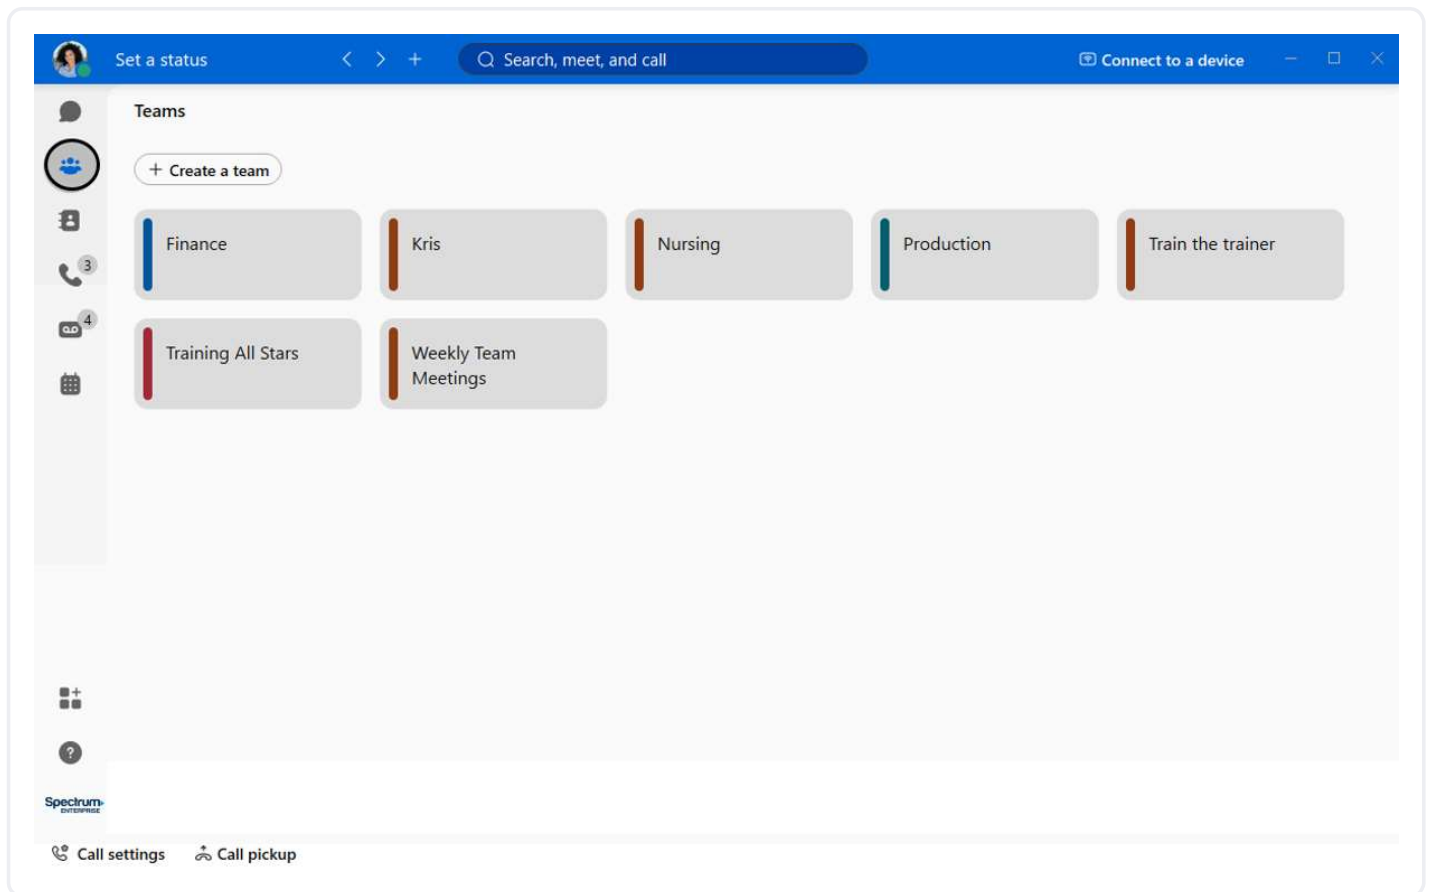 Set a status
Search, meet, and call
Connect to a device
Teams
+ Create a team
3
4
Finance
Kris
Nursing
Production
Train the trainer
Training All Stars
Weekly Team
Meetings
?
Spectrum
ENTERPRISE
Call settings
Call pickup